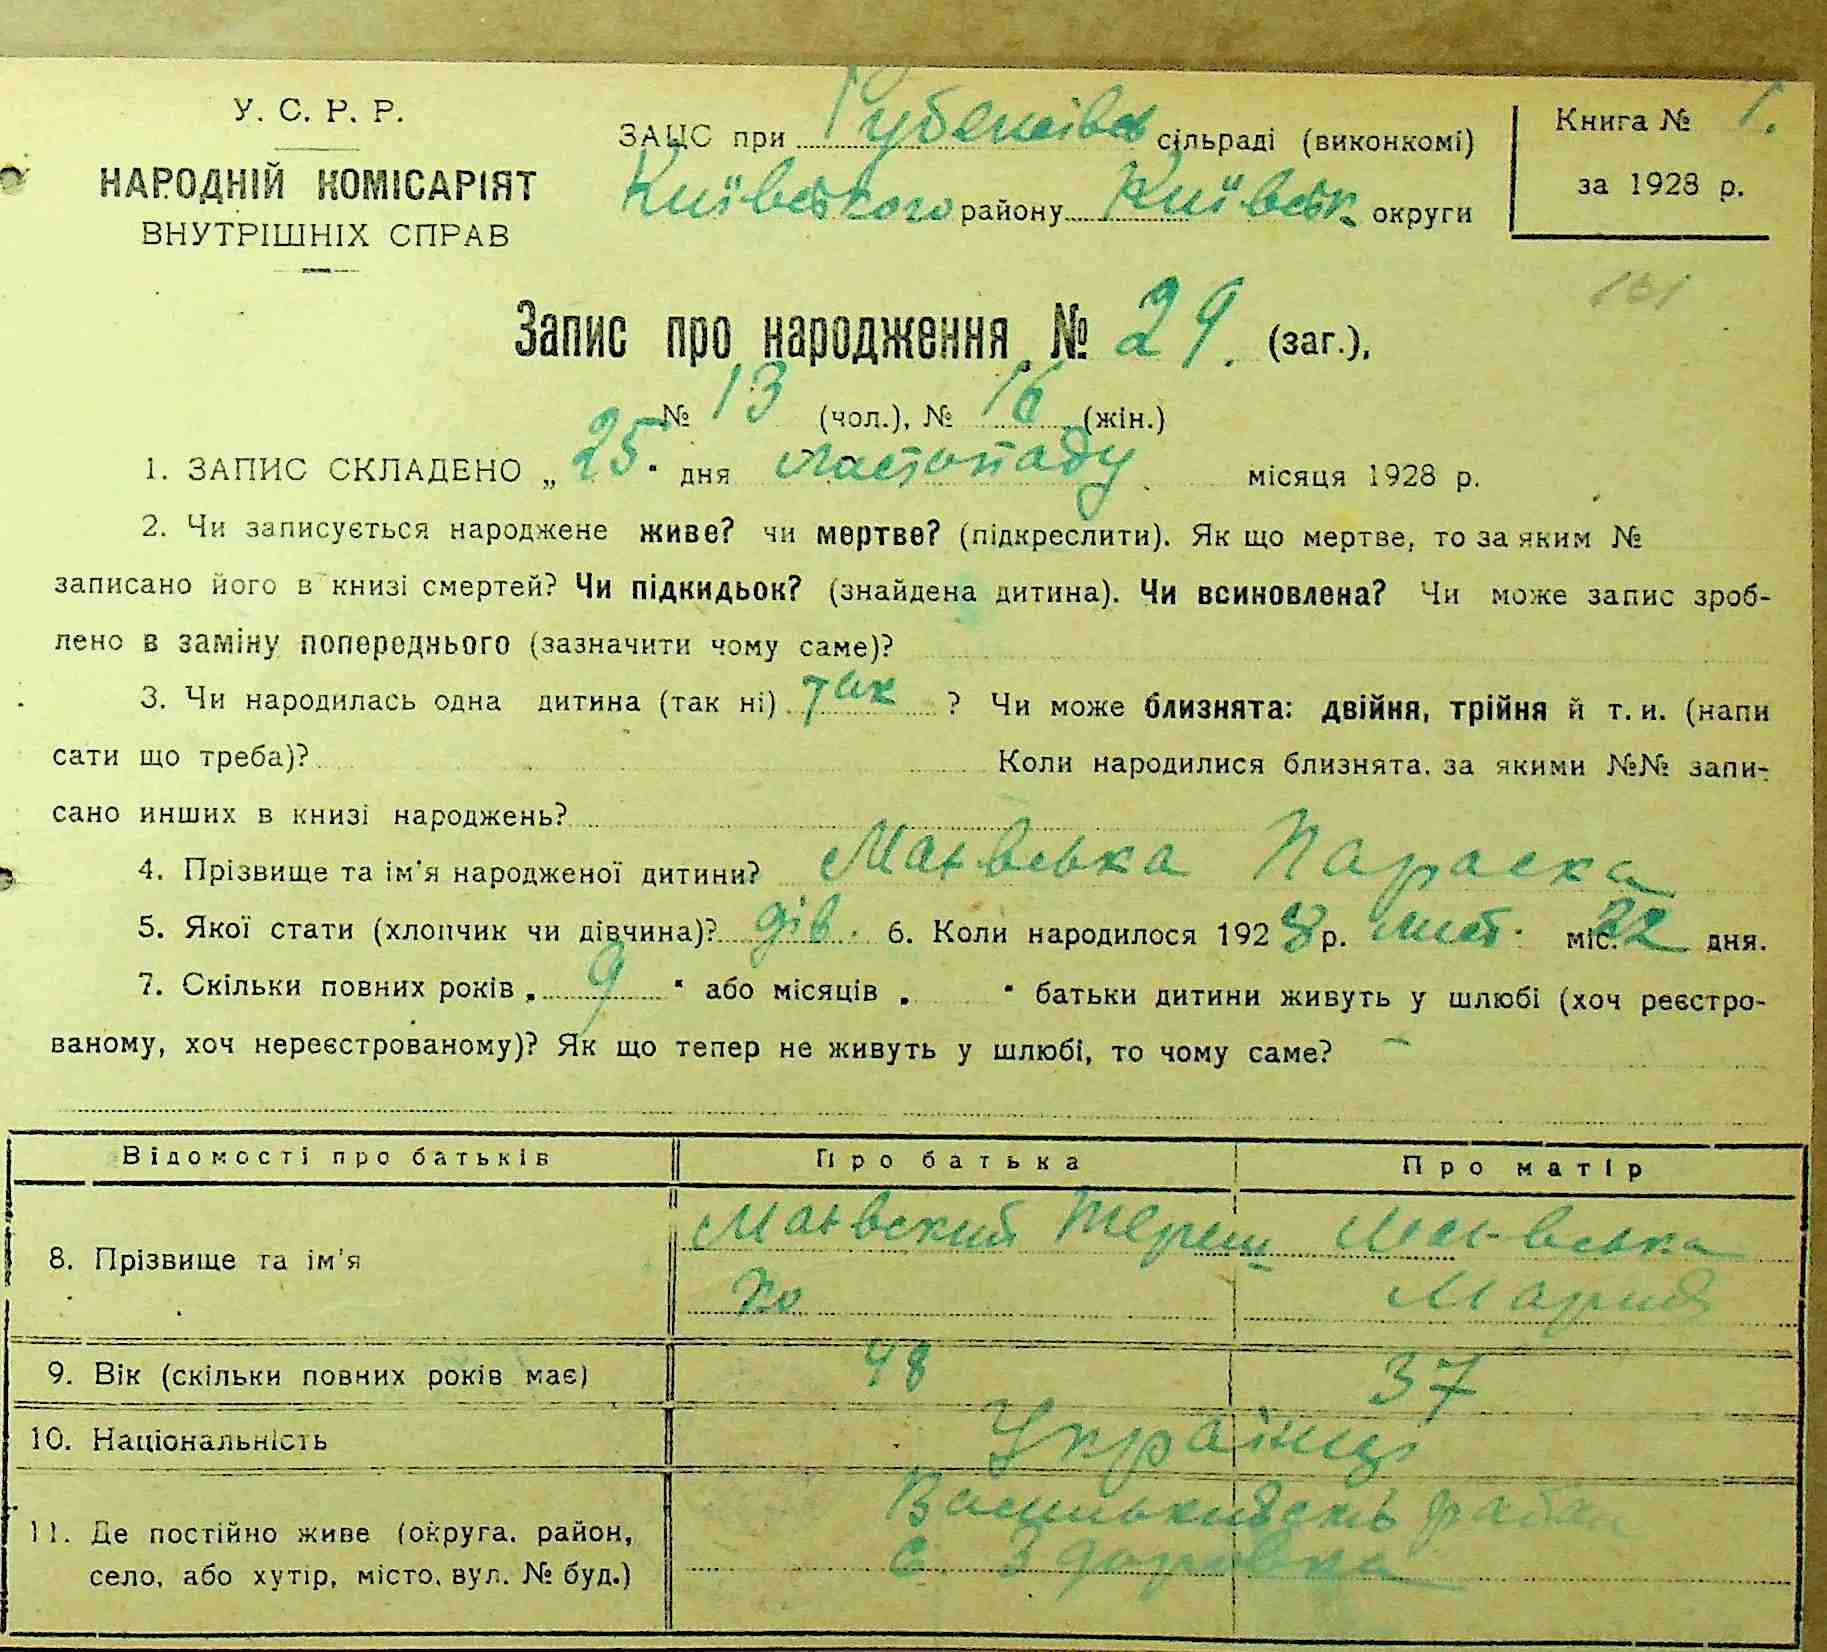 У. С. Р. Р.
НАРОДНІЙ КОМІСАРІЯТ
ВНУТРІШНІХ СПРАВ
ЗАЦС при сільраді (виконкомі)
Київського району Київськ. округи
Книга № 1.
за 1928 р.
161
Запис про народження № 29. (заг.),
№ 13 (чол.), № 16 (жін.)
1. ЗАПИС СКЛАДЕНО „ 25 " дня листопаду місяця 1928 р.
2. Чи записується народжене живе? чи мертве? (підкреслити). Як що мертве, то за яким №
записано його в книзі смертей? Чи підкидьок? (знайдена дитина). Чи всиновлена? Чи може запис зроб-
лено в заміну попереднього (зазначити чому саме)?
3. Чи народилась одна дитина (так ні) так ? Чи може близнята: двійня, трійня й т. и. (напи
сати що треба)? Коли народилися близнята, за якими №№ запи-
сано инших в книзі народжень?
4. Прізвище та ім'я народженої дитини? Параска
5. Якої стати (хлопчик чи дівчина)? дів. 6. Коли народилося 1928 р. лист. міс. 22 дня.
7. Скільки повних років „ 9 " або місяців „ " батьки дитини живуть у шлюбі (хоч реєстро-
ваному, хоч нереєстрованому)? Як що тепер не живуть у шлюбі, то чому саме? –
Відомості про батьків Про батька Про матір
8. Прізвище та ім'я Терешко Мария
9. Вік (скільки повних років має) 48 37
10. Національність Українці
11. Де постійно живе (округа, район,
село, або хутір, місто, вул. № буд.) с. Здоровка